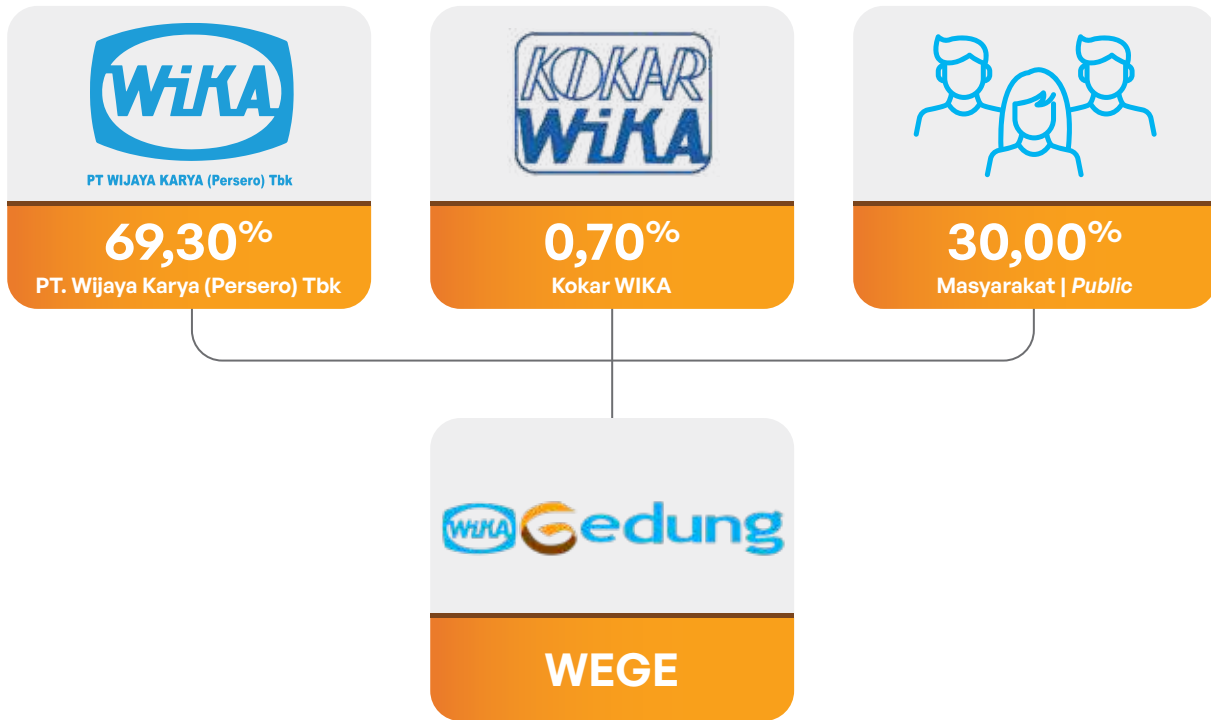 WiKA
PT WIJAYA KARYA (Persero) Tbk
69,30%
PT. Wijaya Karya (Persero) Tbk
KOKAR
WiKA
0,70%
Kokar WIKA
30,00%
Masyarakat | Public
WiKA Gedung
WEGE